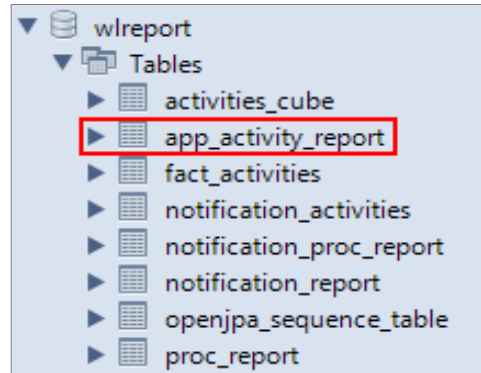 wlreport
Tables
activities_cube
app_activity_report
fact_activities
notification_activities
notification_proc_report
notification_report
openjpa_sequence_table
proc_report